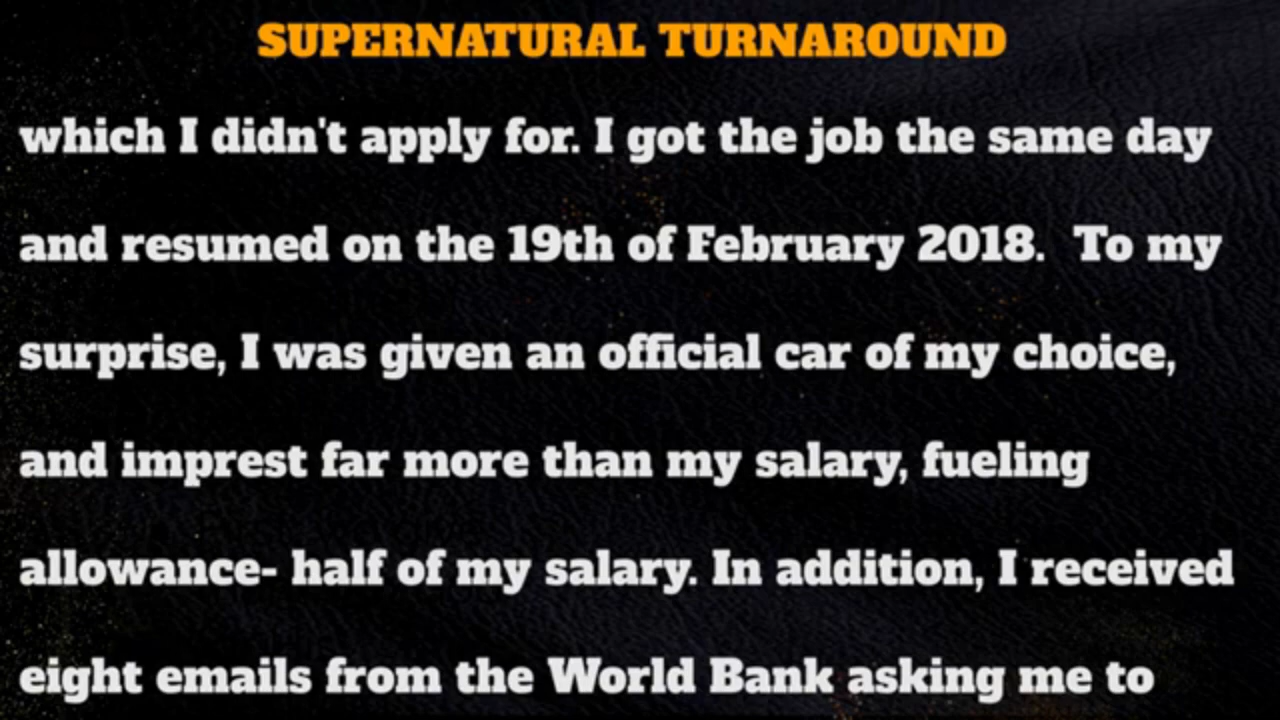 SUPERNATURAL TURNAROUND
which I didn't apply for. I got the job the same day
and resumed on the 19th of February 2018.  To my
surprise, I was given an official car of my choice,
and imprest far more than my salary, fueling
allowance- half of my salary. In addition, I received
eight emails from the World Bank asking me to